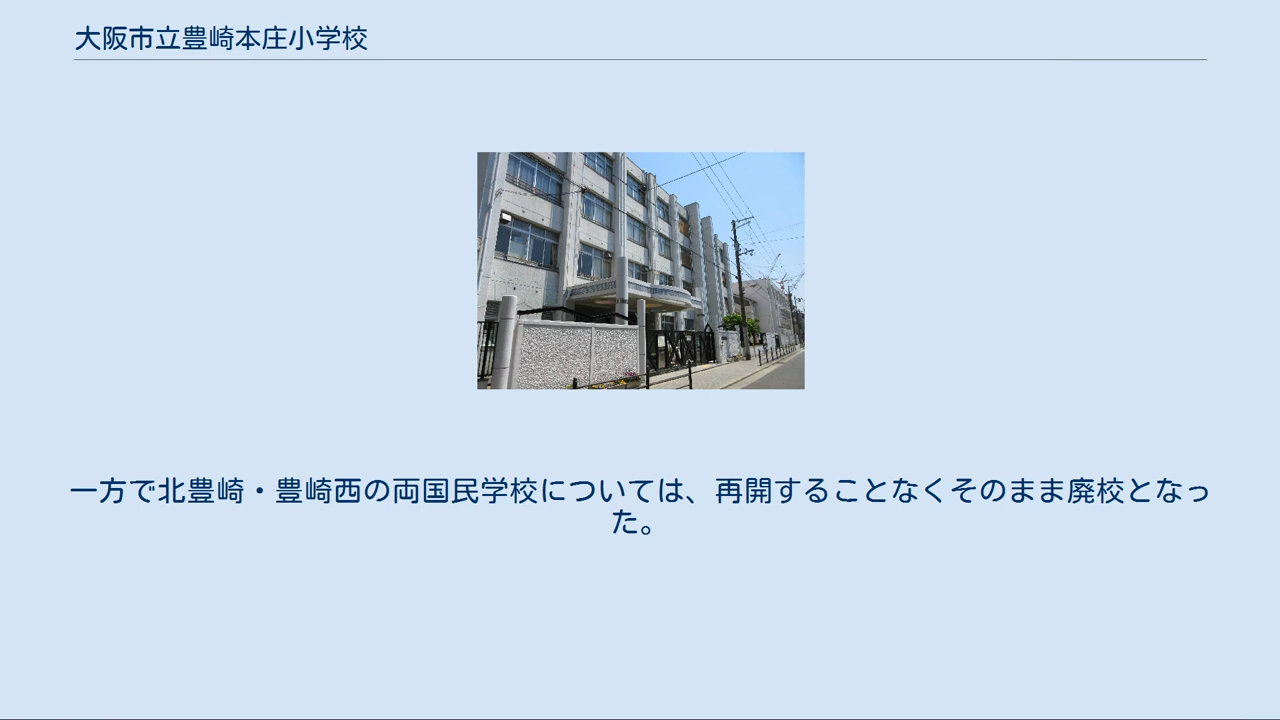 大阪市立豊崎本庄小学校
一方で北豊崎・豊崎西の両国民学校については、再開することなくそのまま廃校となっ
た。